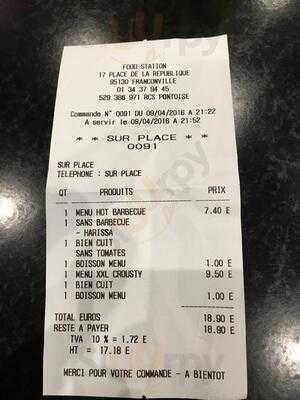 FOOD STATION
17 PLACE DE LA REPUBLIQUE
95130 FRANCONVILLE
01 34 37 94 45
529 386 971 RCS PONTOISE
Commande N° 0091 DU 09/04/2016 A 21:22
A servir le 09/04/2016 A 21:52
* * SUR PLACE * *
0091
SUR PLACE
TELEPHONE : SUR PLACE
QT PRODUITS PRIX
1 MENU HOT BARBECUE 7.40 E
1 SANS BARBECUE
- HARISSA
1 BIEN CUIT
SANS TOMATES
1 BOISSON MENU 1.00 E
1 MENU XXL CROUSTY 9.50 E
1 BIEN CUIT
1 BOISSON MENU 1.00 E
TOTAL EUROS 18.90 E
RESTE A PAYER 18.90 E
TVA 10 % = 1.72 E
HT = 17.18 E
MERCI POUR VOTRE COMMANDE - A BIENTOT